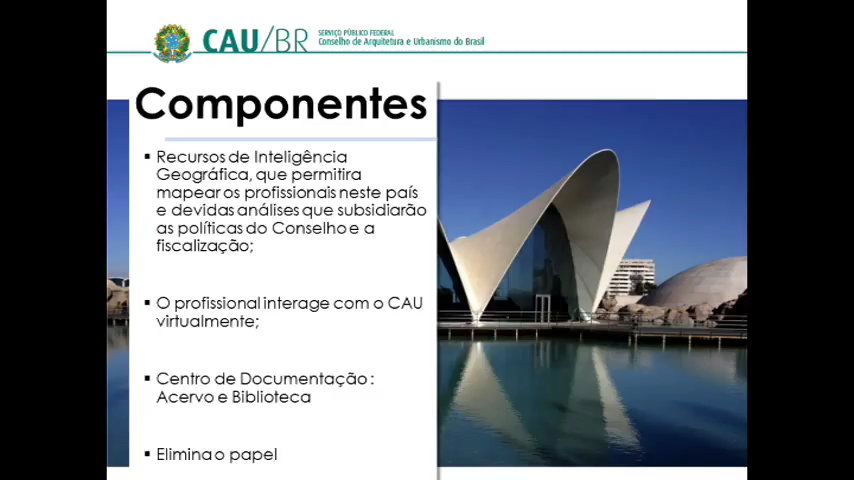 CAU/BR
SERVIÇO PÚBLICO FEDERAL
Conselho de Arquitetura e Urbanismo do Brasil
Componentes
▪ Recursos de Inteligência
Geográfica, que permitira
mapear os profissionais neste país
e devidas análises que subsidiarão
as políticas do Conselho e a
fiscalização;
▪ O profissional interage com o CAU
virtualmente;
▪ Centro de Documentação :
Acervo e Biblioteca
▪ Elimina o papel